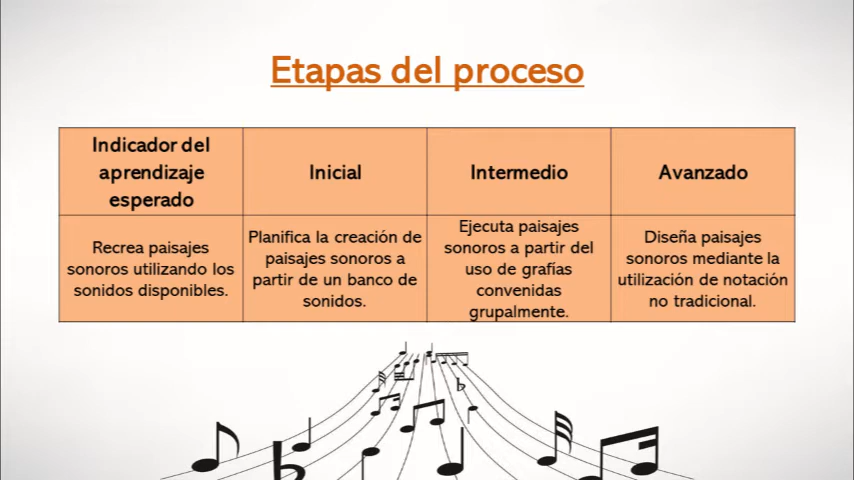 Etapas del proceso
Indicador del
aprendizaje
esperado
Inicial
Intermedio
Avanzado
Recrea paisajes
sonoros utilizando los
sonidos disponibles.
Planifica la creación de
paisajes sonoros a
partir de un banco de
sonidos.
Ejecuta paisajes
sonoros a partir del
uso de grafías
convenidas
grupalmente.
Diseña paisajes
sonoros mediante la
utilización de notación
no tradicional.